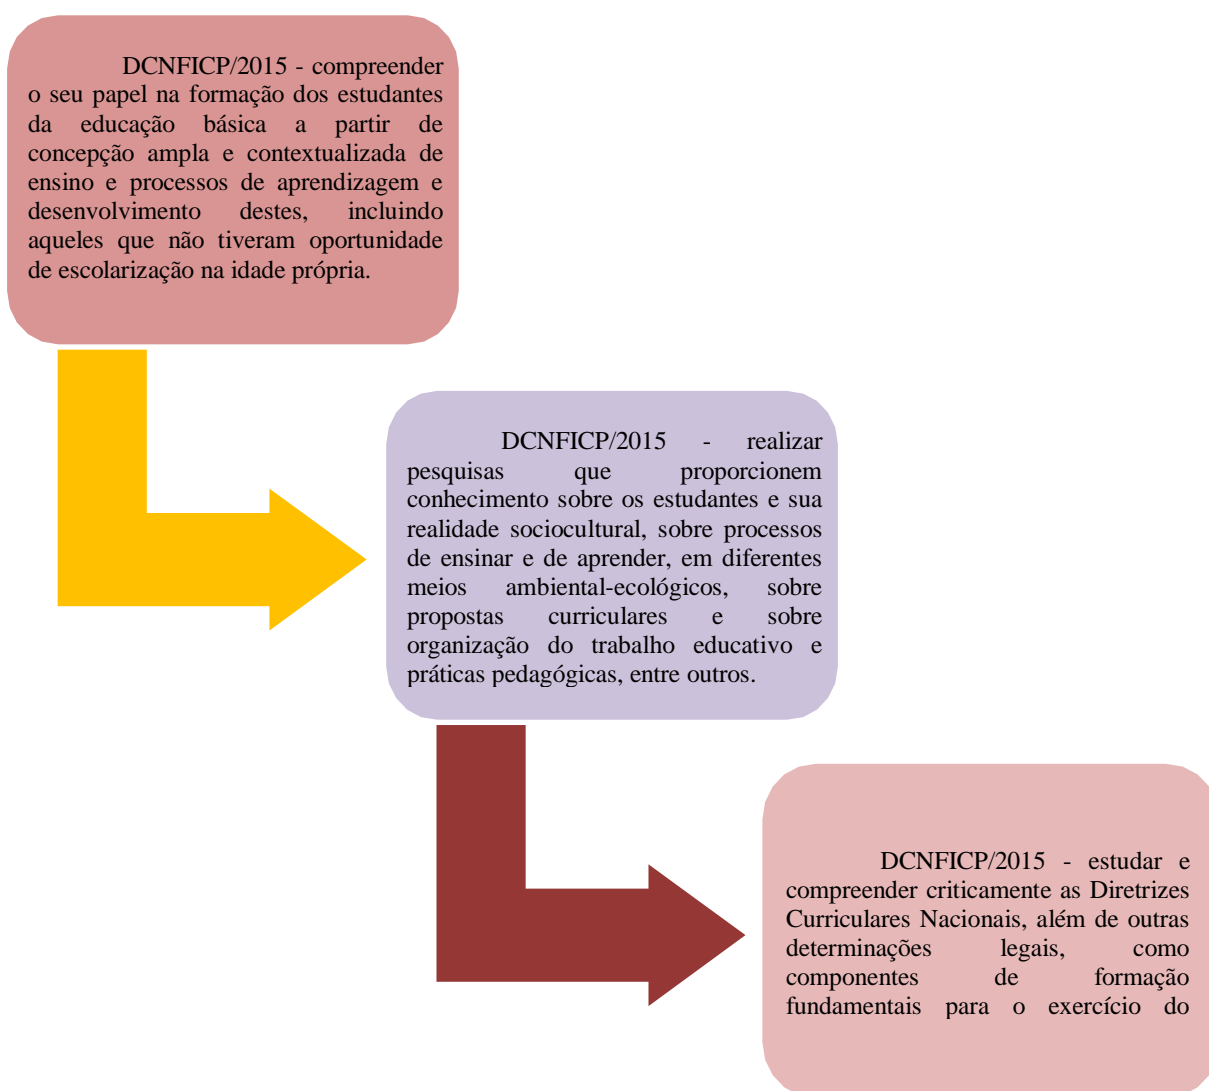 DCNFICP/2015 - compreender
o seu papel na formação dos estudantes
da educação básica a partir de
concepção ampla e contextualizada de
ensino e processos de aprendizagem e
desenvolvimento destes, incluindo
aqueles que não tiveram oportunidade
de escolarização na idade própria.
DCNFICP/2015 - realizar
pesquisas que proporcionem
conhecimento sobre os estudantes e sua
realidade sociocultural, sobre processos
de ensinar e de aprender, em diferentes
meios ambiental-ecológicos, sobre
propostas curriculares e sobre
organização do trabalho educativo e
práticas pedagógicas, entre outros.
DCNFICP/2015 - estudar e
compreender criticamente as Diretrizes
Curriculares Nacionais, além de outras
determinações legais, como
componentes de formação
fundamentais para o exercício do